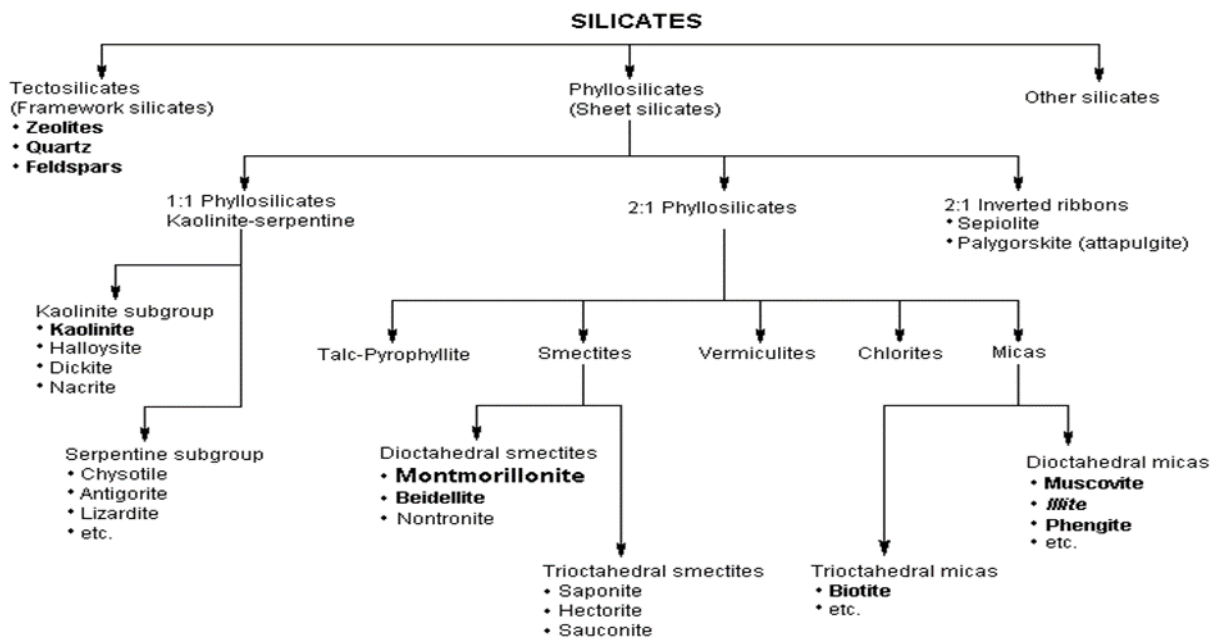 SILICATES
Tectosilicates
(Framework silicates)
• Zeolites
• Quartz
• Feldspars
Phyllosilicates
(Sheet silicates)
Other silicates
1:1 Phyllosilicates
Kaolinite-serpentine
2:1 Phyllosilicates
2:1 Inverted ribbons
• Sepiolite
• Palygorskite (attapulgite)
Kaolinite subgroup
• Kaolinite
• Halloysite
• Dickite
• Nacrite
Talc-Pyrophyllite
Smectites
Vermiculites
Chlorites
Micas
Serpentine subgroup
• Chysotile
• Antigorite
• Lizardite
• etc.
Dioctahedral smectites
• Montmorillonite
• Beidellite
• Nontronite
Trioctahedral smectites
• Saponite
• Hectorite
• Sauconite
Trioctahedral micas
• Biotite
• etc.
Dioctahedral micas
• Muscovite
• Illite
• Phengite
• etc.